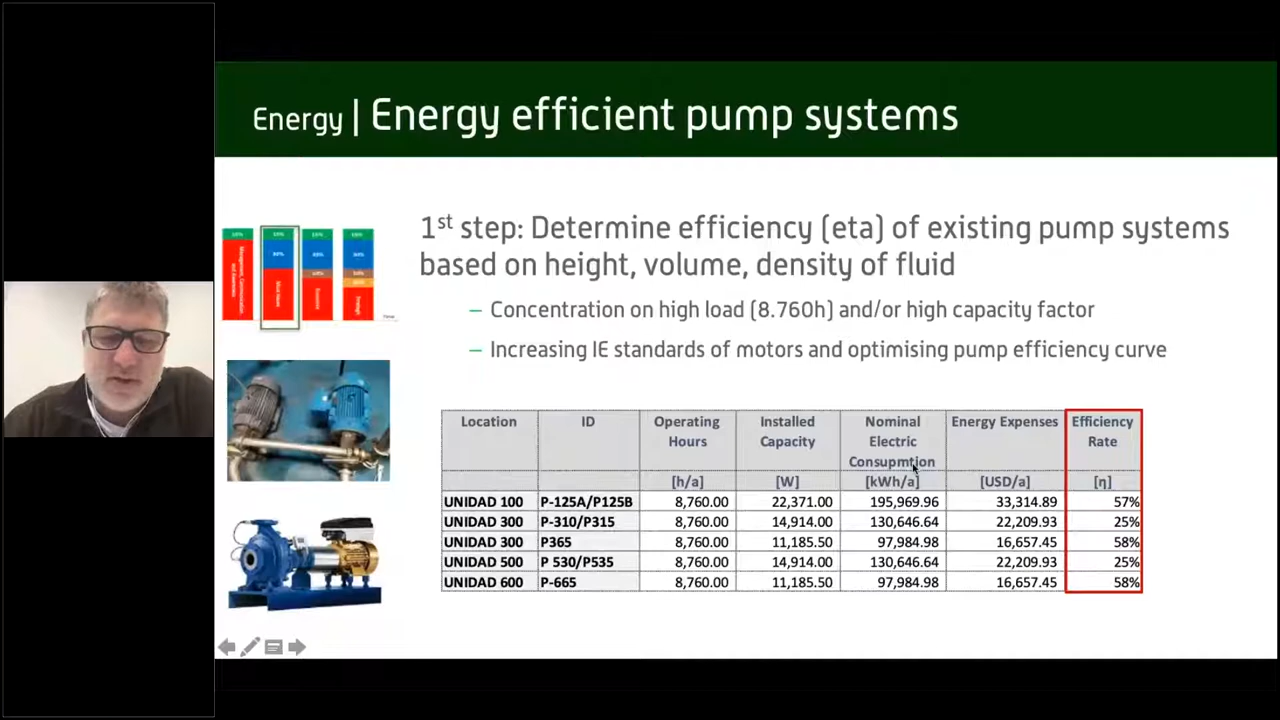 Energy | Energy efficient pump systems
1st step: Determine efficiency (eta) of existing pump systems
based on height, volume, density of fluid
– Concentration on high load (8.760h) and/or high capacity factor
– Increasing IE standards of motors and optimising pump efficiency curve
Location ID Operating Hours Installed Capacity Nominal Electric Consupmtion Energy Expenses Efficiency Rate
[h/a] [W] [kWh/a] [USD/a] [η]
UNIDAD 100 P-125A/P125B 8,760.00 22,371.00 195,969.96 33,314.89 57%
UNIDAD 300 P-310/P315 8,760.00 14,914.00 130,646.64 22,209.93 25%
UNIDAD 300 P365 8,760.00 11,185.50 97,984.98 16,657.45 58%
UNIDAD 500 P 530/P535 8,760.00 14,914.00 130,646.64 22,209.93 25%
UNIDAD 600 P-665 8,760.00 11,185.50 97,984.98 16,657.45 58%